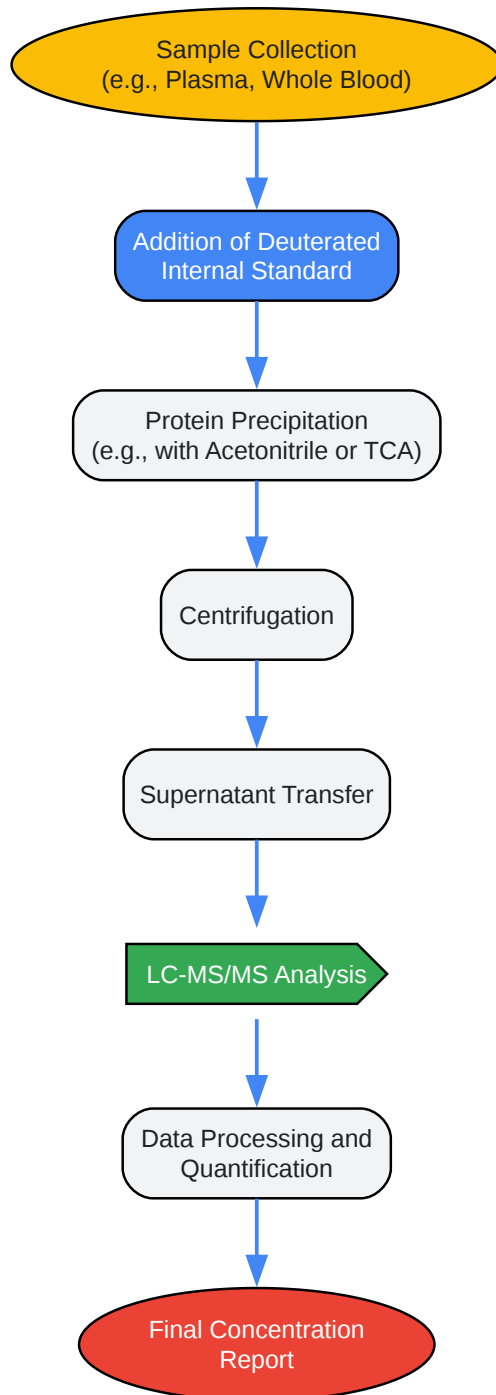 Sample Collection
(e.g., Plasma, Whole Blood)
Addition of Deuterated
Internal Standard
Protein Precipitation
(e.g., with Acetonitrile or TCA)
Centrifugation
Supernatant Transfer
LC-MS/MS Analysis
Data Processing and
Quantification
Final Concentration
Report